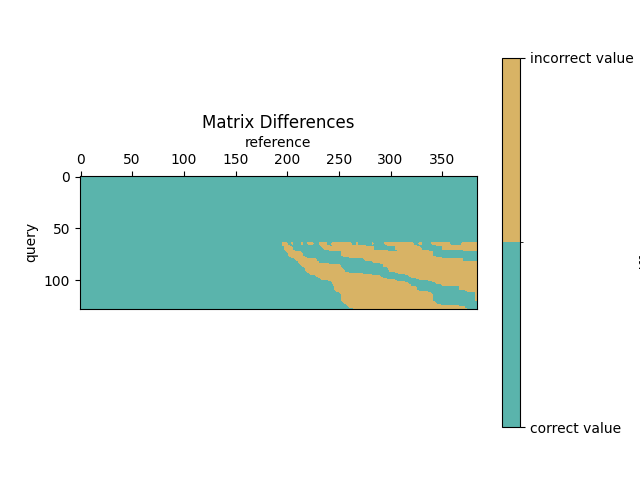 Matrix Differences
reference
0 50 100 150 200 250 300 350
0
50
100
query
incorrect value
correct value